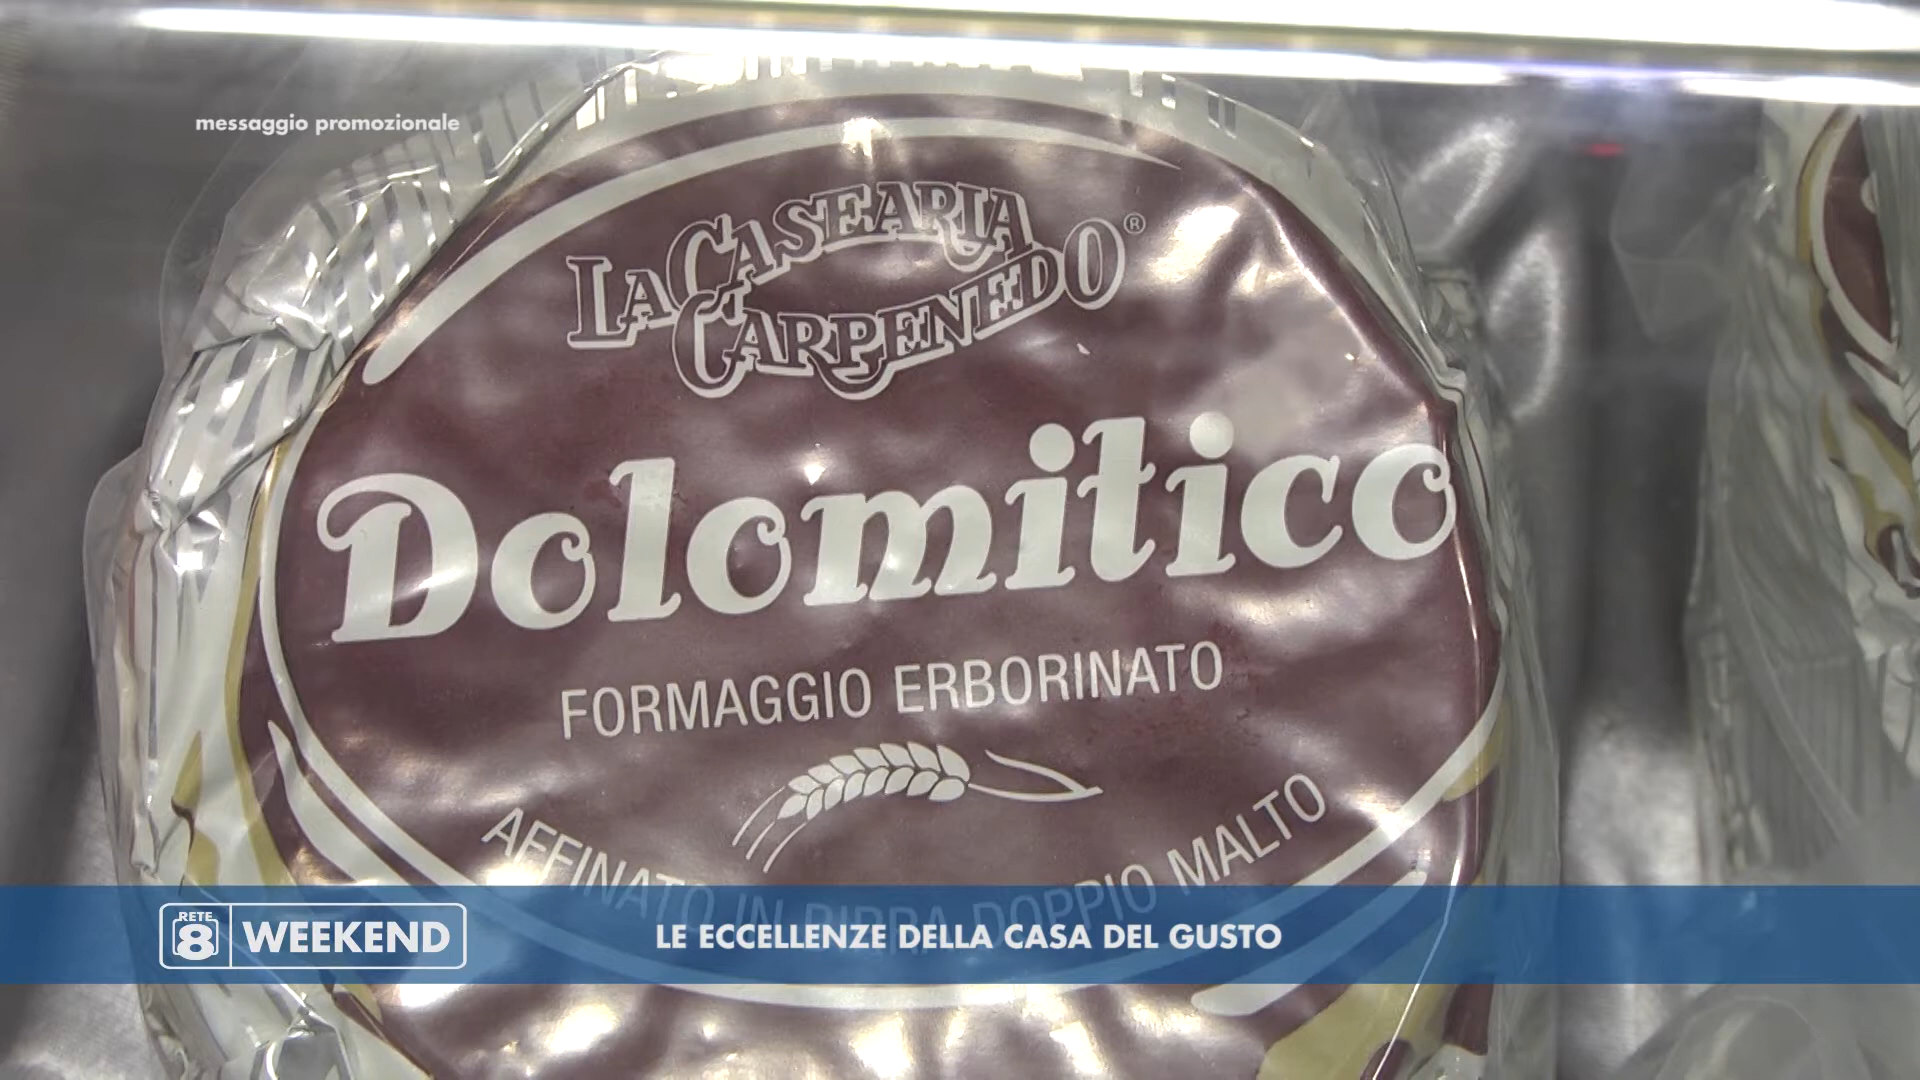 messaggio promozionale
LA CASEARIA
CARPENEDO®
Dolomitico
FORMAGGIO ERBORINATO
AFFINATO IN BIRRA DOPPIO MALTO
RETE
8 WEEKEND
LE ECCELLENZE DELLA CASA DEL GUSTO